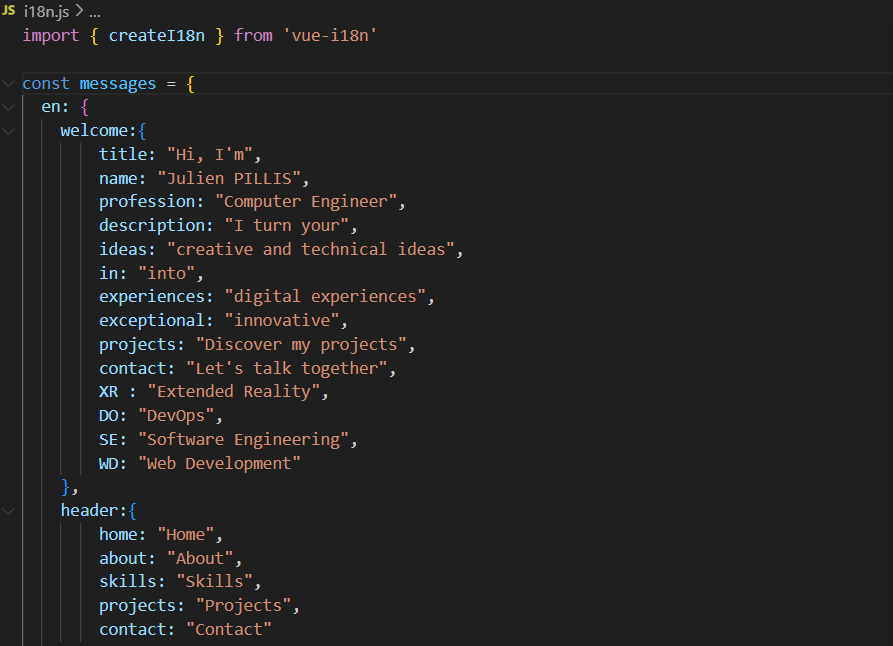 JS i18n.js > ...
import { createI18n } from 'vue-i18n'
const messages = {
en: {
welcome:{
title: "Hi, I'm",
name: "Julien PILLIS",
profession: "Computer Engineer",
description: "I turn your",
ideas: "creative and technical ideas",
in: "into",
experiences: "digital experiences",
exceptional: "innovative",
projects: "Discover my projects",
contact: "Let's talk together",
XR : "Extended Reality",
DO: "DevOps",
SE: "Software Engineering",
WD: "Web Development"
},
header:{
home: "Home",
about: "About",
skills: "Skills",
projects: "Projects",
contact: "Contact"